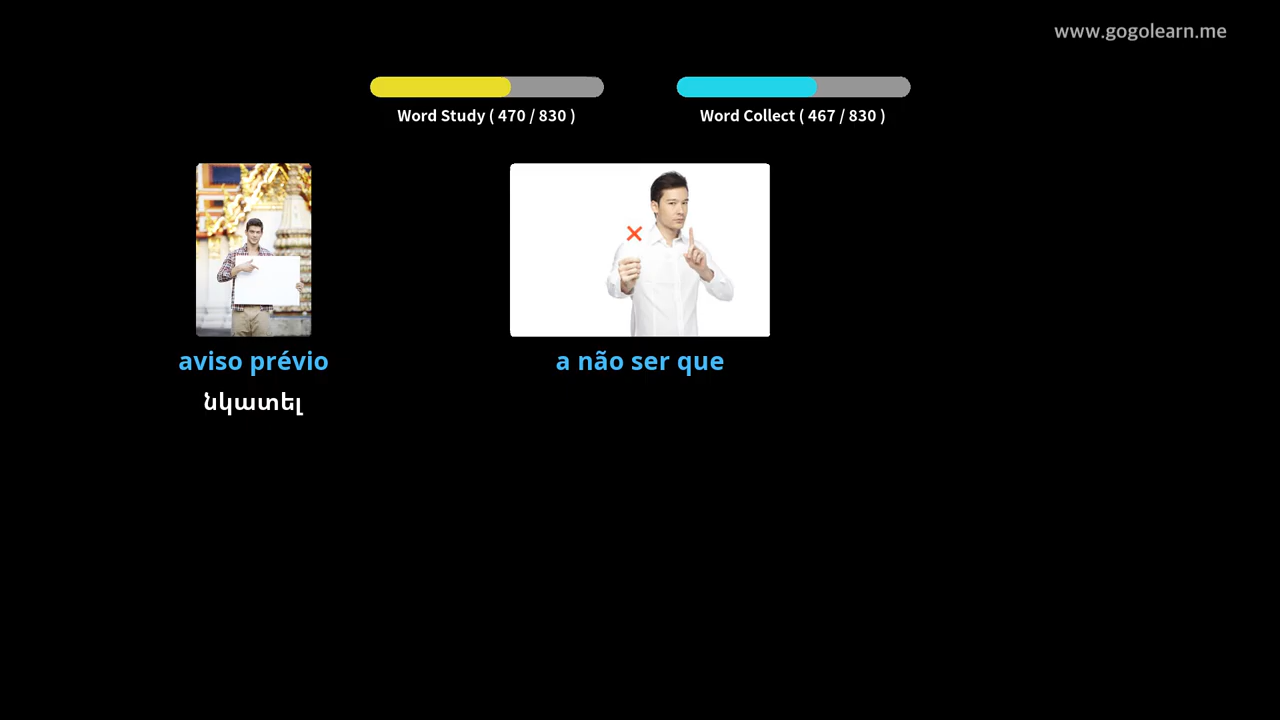 www.gogolearn.me
Word Study ( 470 / 830 )
Word Collect ( 467 / 830 )
aviso prévio
a não ser que
նկատել